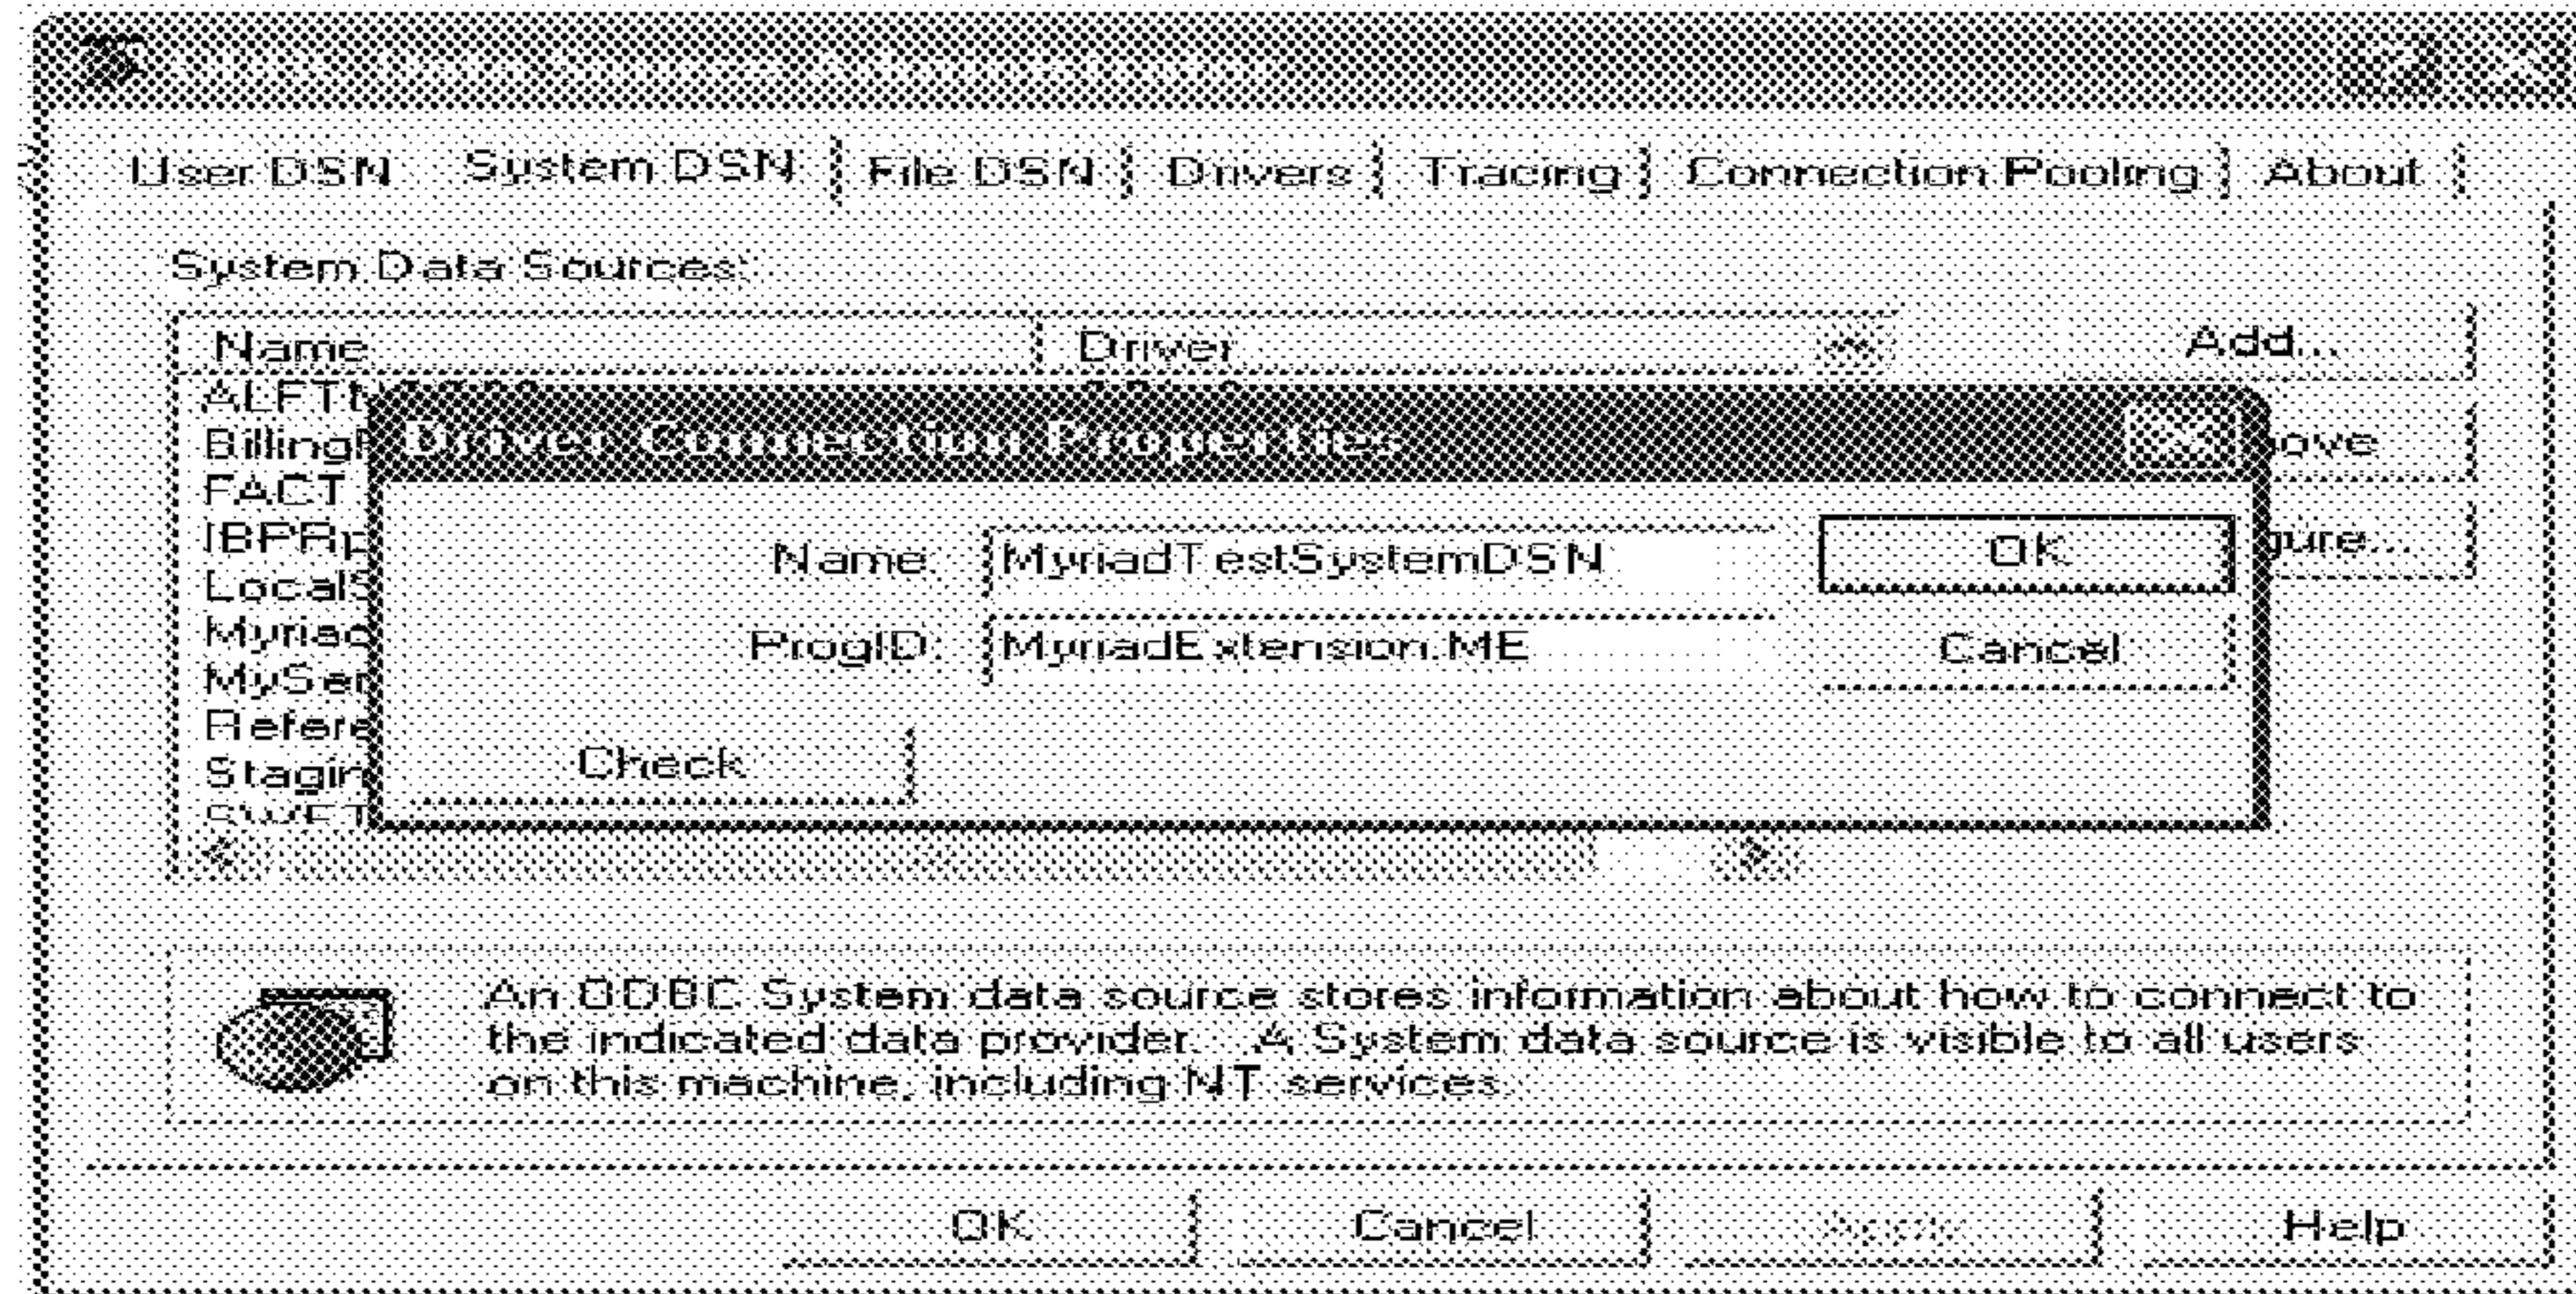 User DSN System DSN File DSN Drivers Tracing Connection Pooling About
System Data Sources:
Name Driver
Add...
Driver Connection Properties
FACT
Name: MyriadTestSystemDSN OK
ProgID: MyriadExtension.ME Cancel
Check
An ODBC System data source stores information about how to connect to
the indicated data provider. A System data source is visible to all users
on this machine, including NT services.
OK Cancel Apply Help